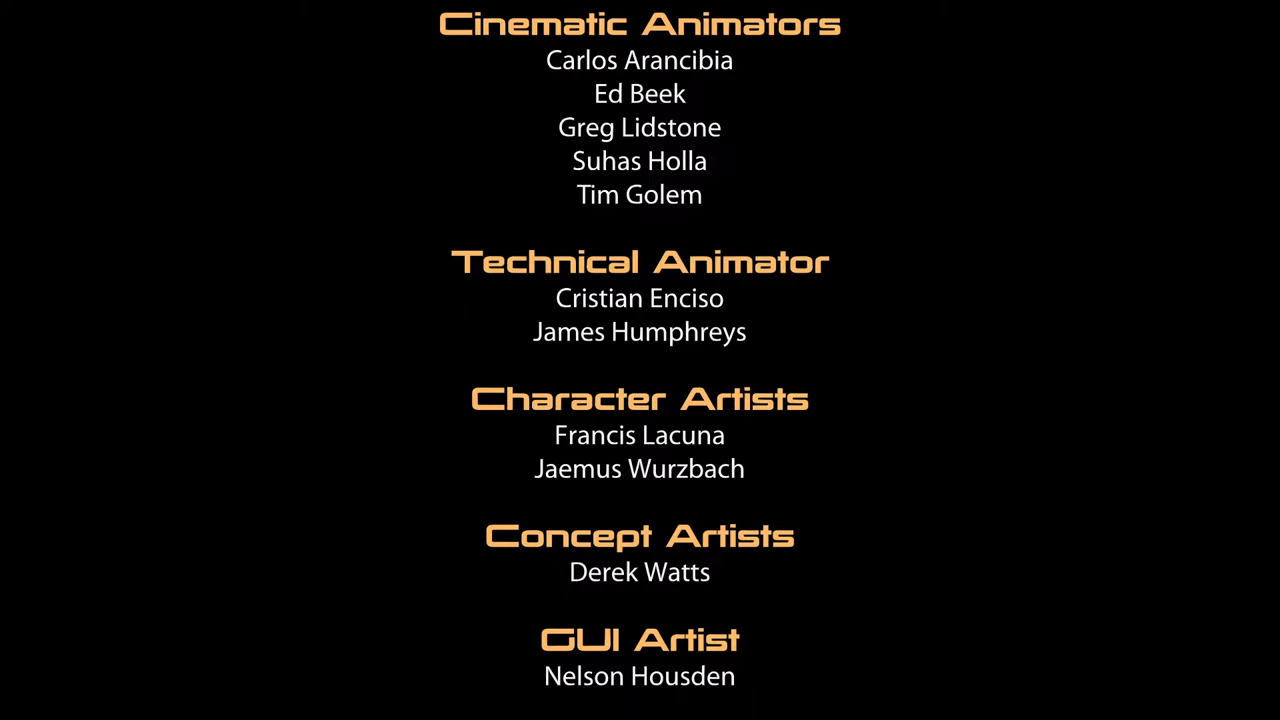 Cinematic Animators
Carlos Arancibia
Ed Beek
Greg Lidstone
Suhas Holla
Tim Golem
Technical Animator
Cristian Enciso
James Humphreys
Character Artists
Francis Lacuna
Jaemus Wurzbach
Concept Artists
Derek Watts
GUI Artist
Nelson Housden